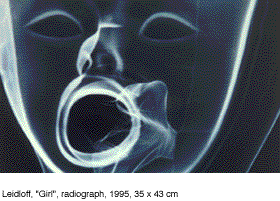 Leidloff, "Girl", radiograph, 1995, 35 x 43 cm